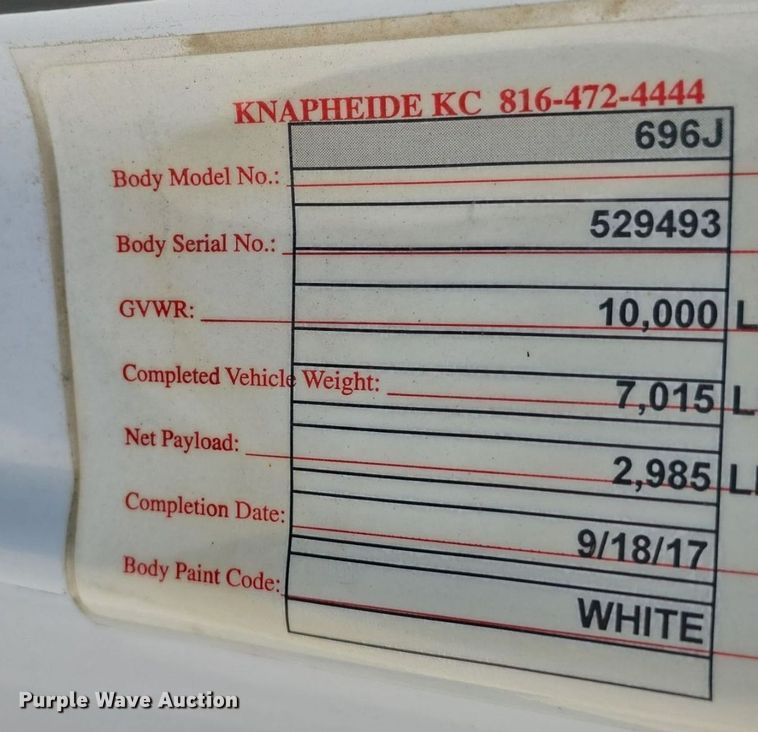 KNAPHEIDE KC 816-472-4444
Body Model No.: 696J
Body Serial No.: 529493
GVWR: 10,000 L
Completed Vehicle Weight: 7,015 L
Net Payload: 2,985 L
Completion Date: 9/18/17
Body Paint Code: WHITE
Purple Wave Auction